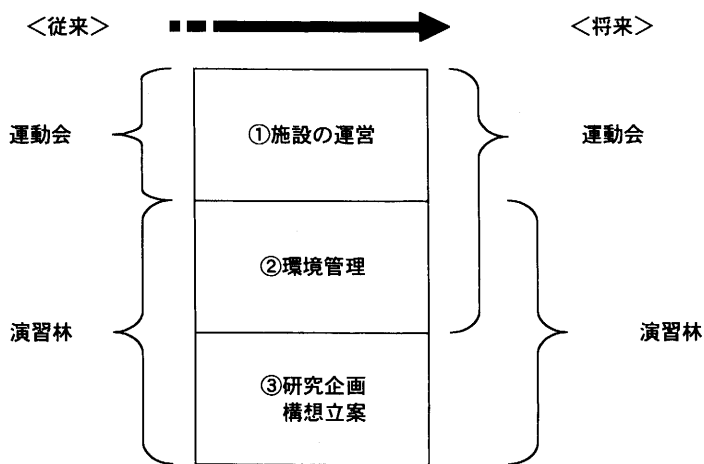 <従来>
<将来>
運動会
①施設の運営
運動会
②環境管理
演習林
演習林
③研究企画
構想立案